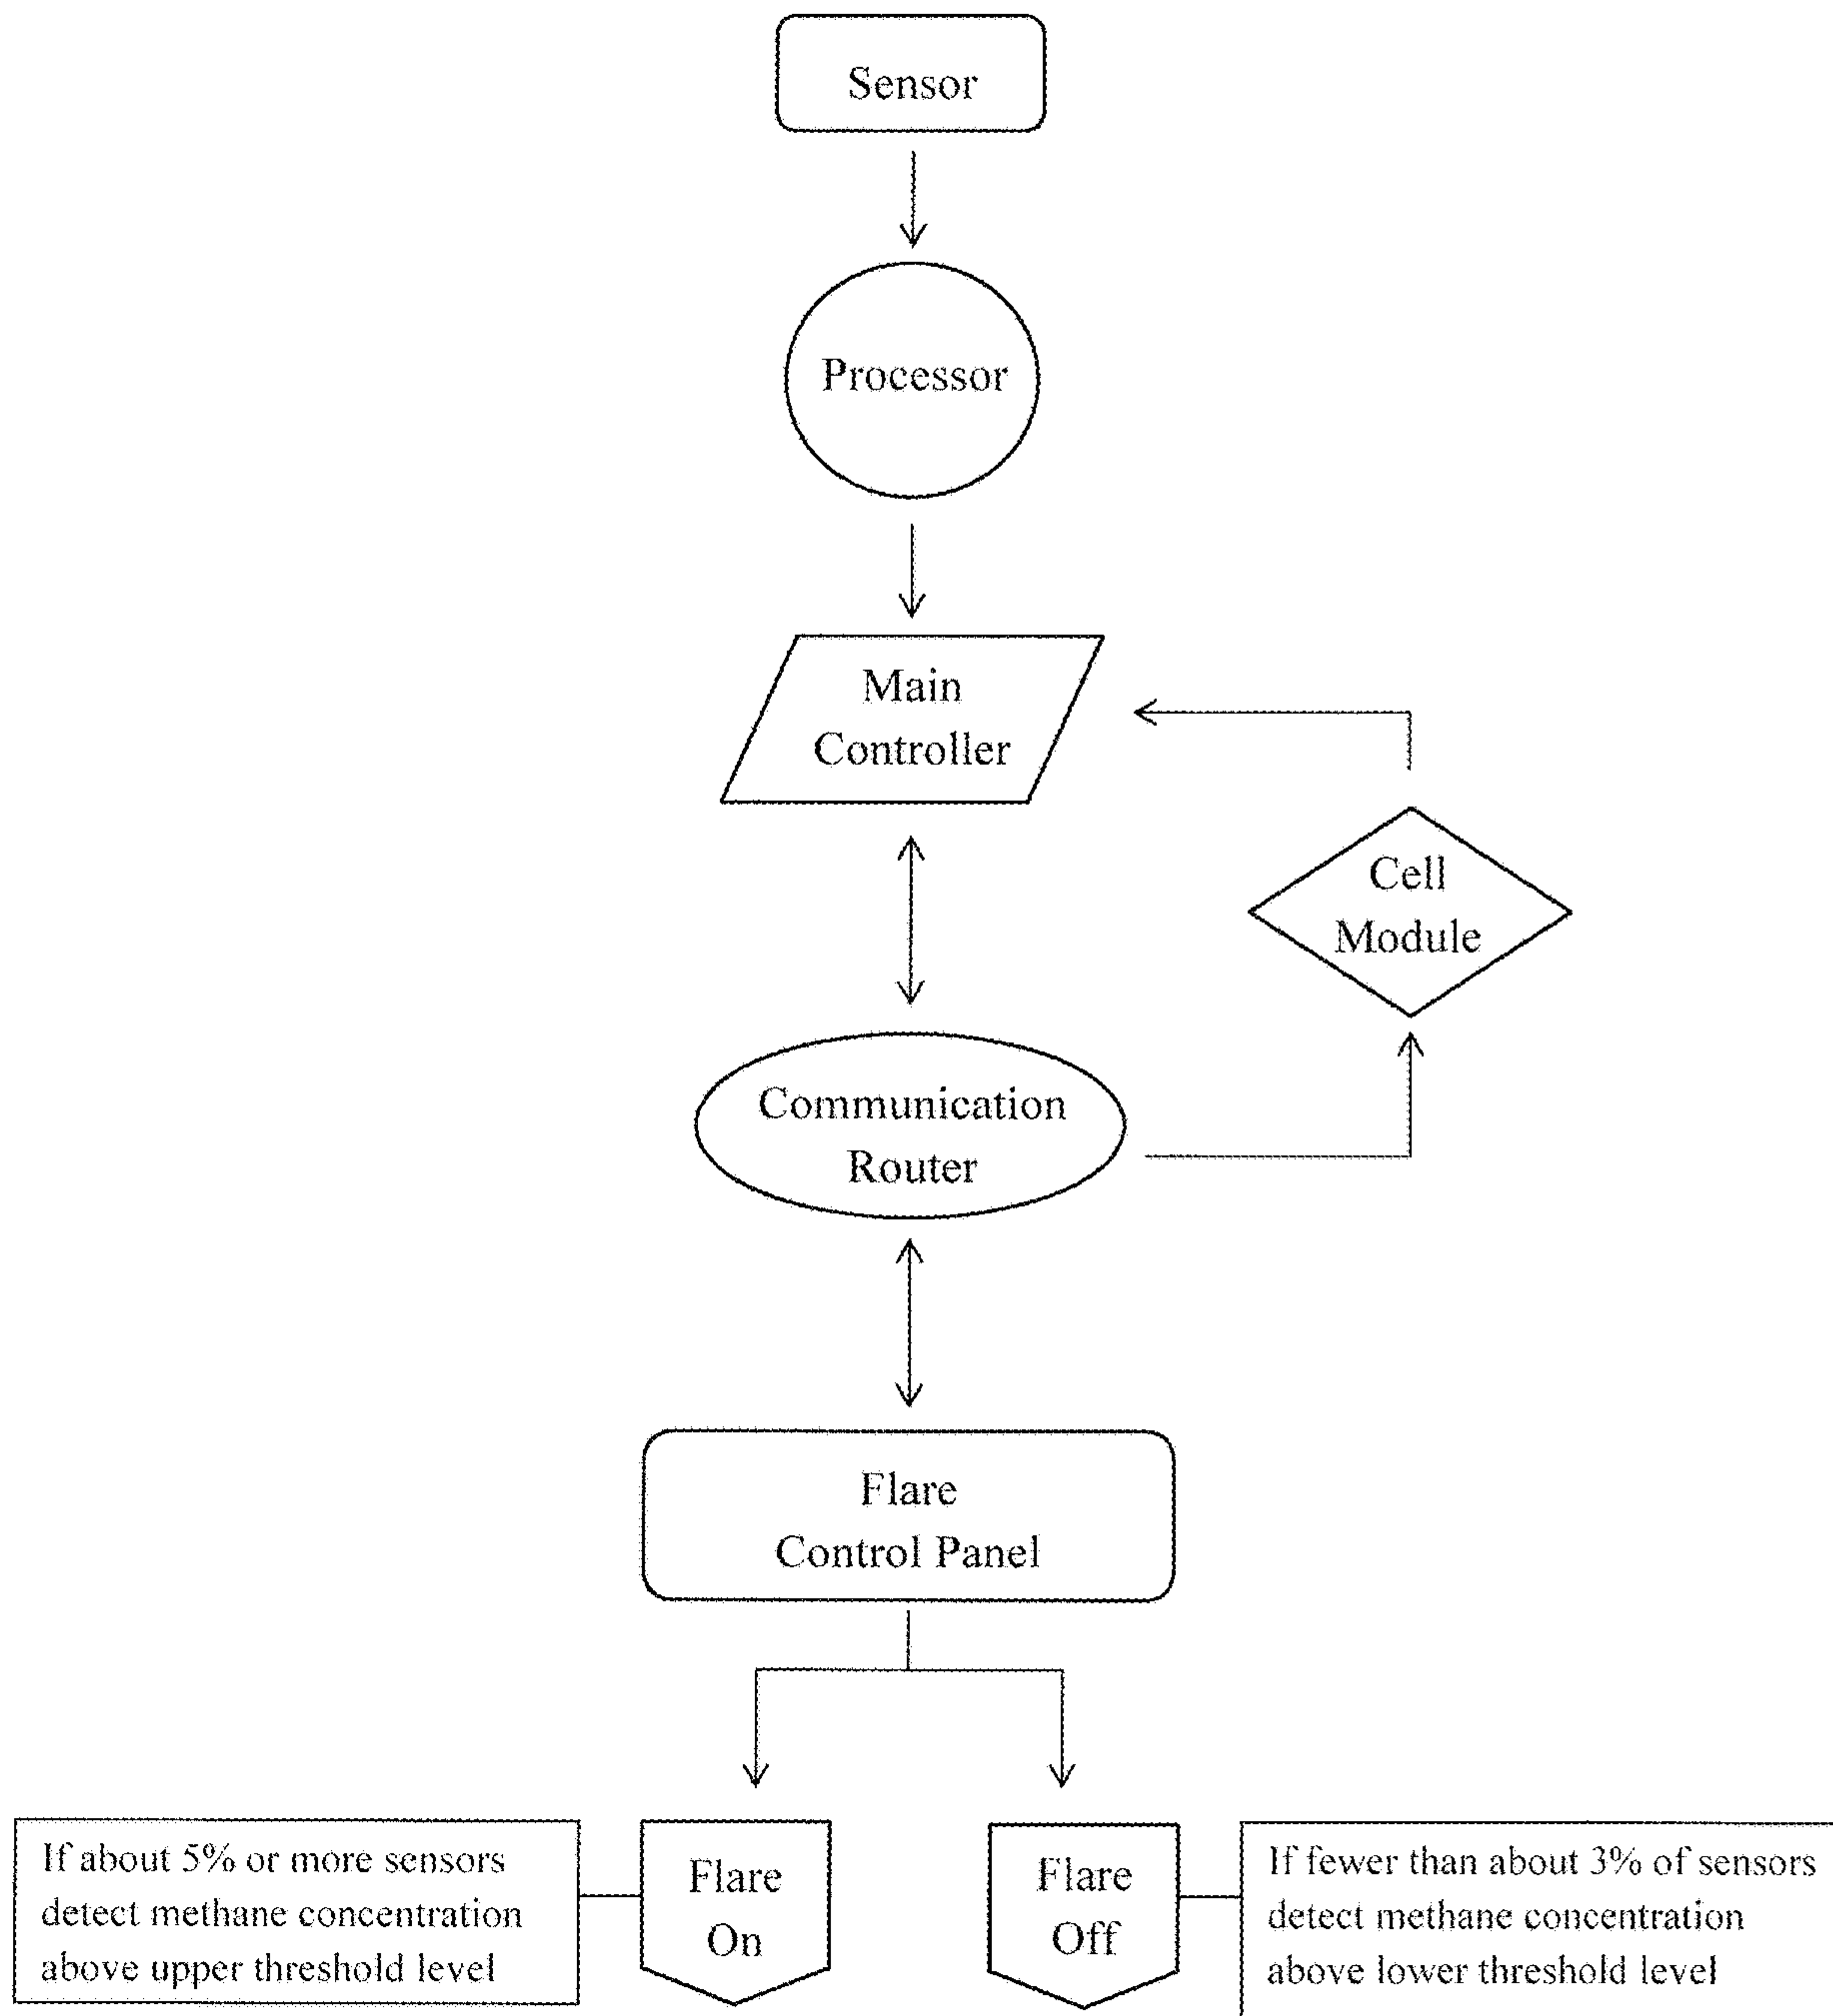 Sensor
Processor
Main
Controller
Cell
Module
Communication
Router
Flare
Control Panel
If about 5% or more sensors
detect methane concentration
above upper threshold level
Flare
On
Flare
Off
If fewer than about 3% of sensors
detect methane concentration
above lower threshold level